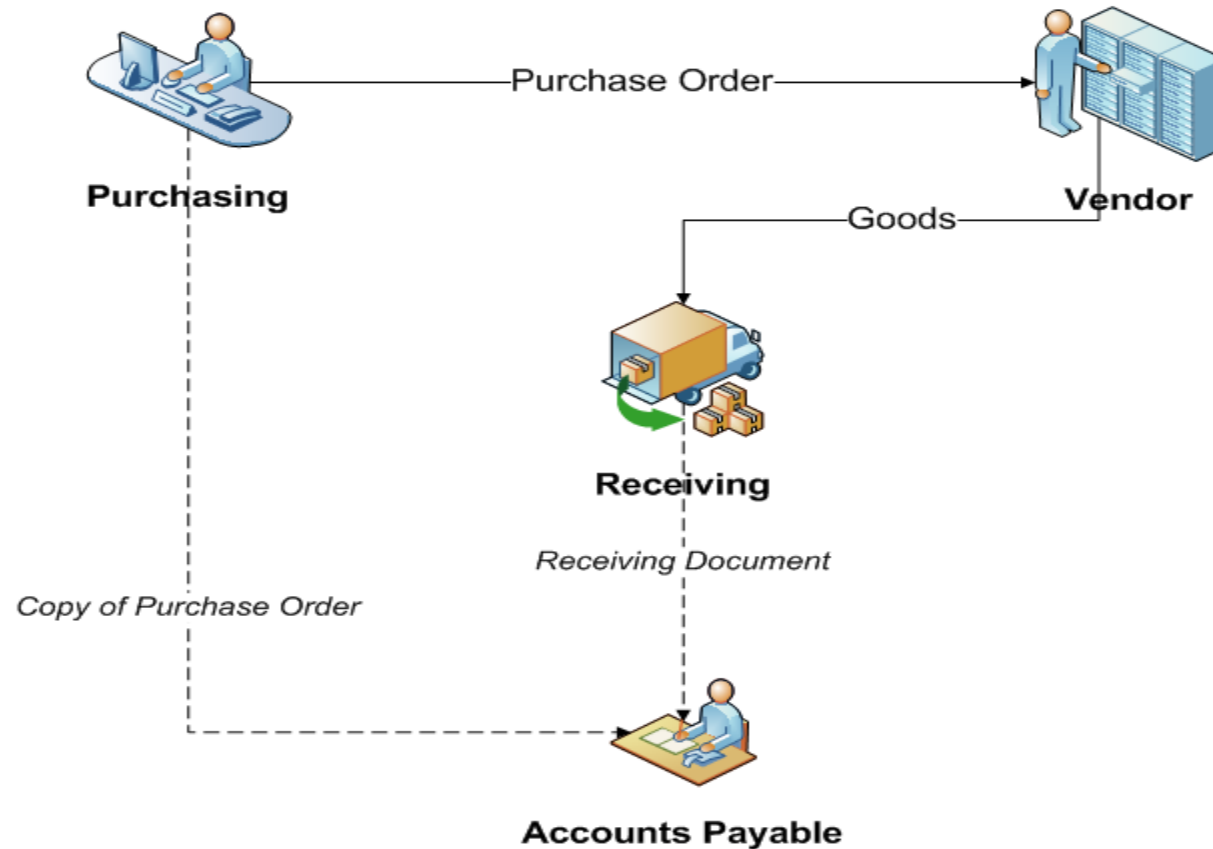 Purchase Order
Purchasing
Vendor
Goods
Receiving
Receiving Document
Copy of Purchase Order
Accounts Payable